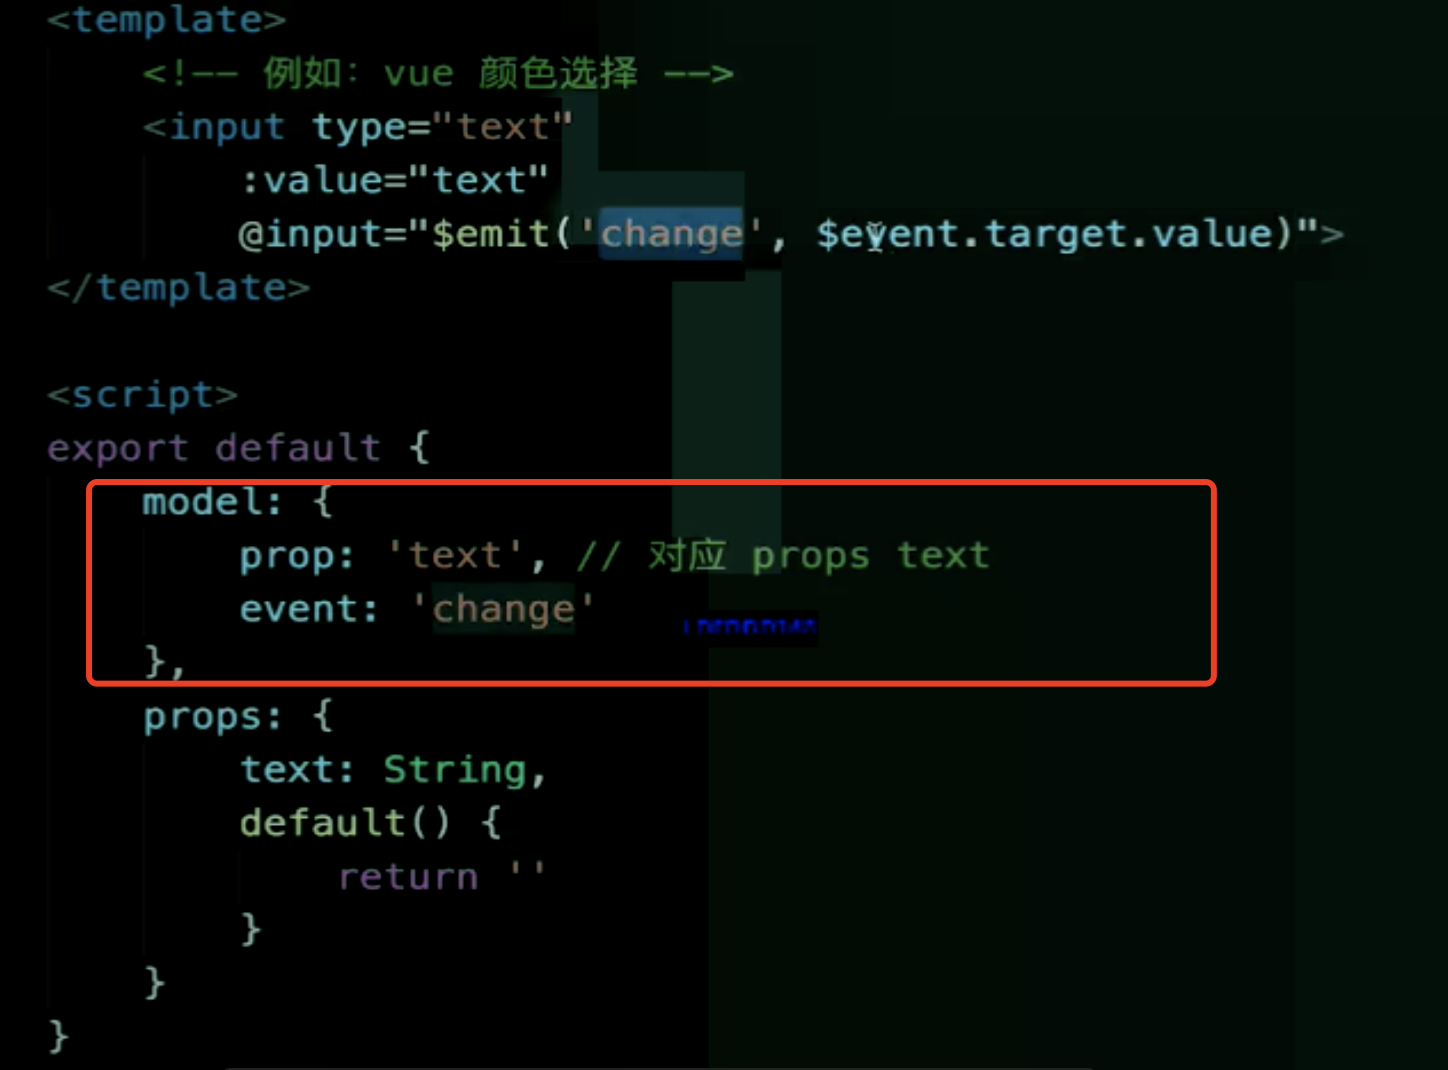 <template>
<!-- 例如：vue 颜色选择 -->
<input type="text"
:value="text"
@input="$emit('change', $event.target.value)">
</template>
<script>
export default {
model: {
prop: 'text', // 对应 props text
event: 'change'
},
props: {
text: String,
default() {
return ''
}
}
}